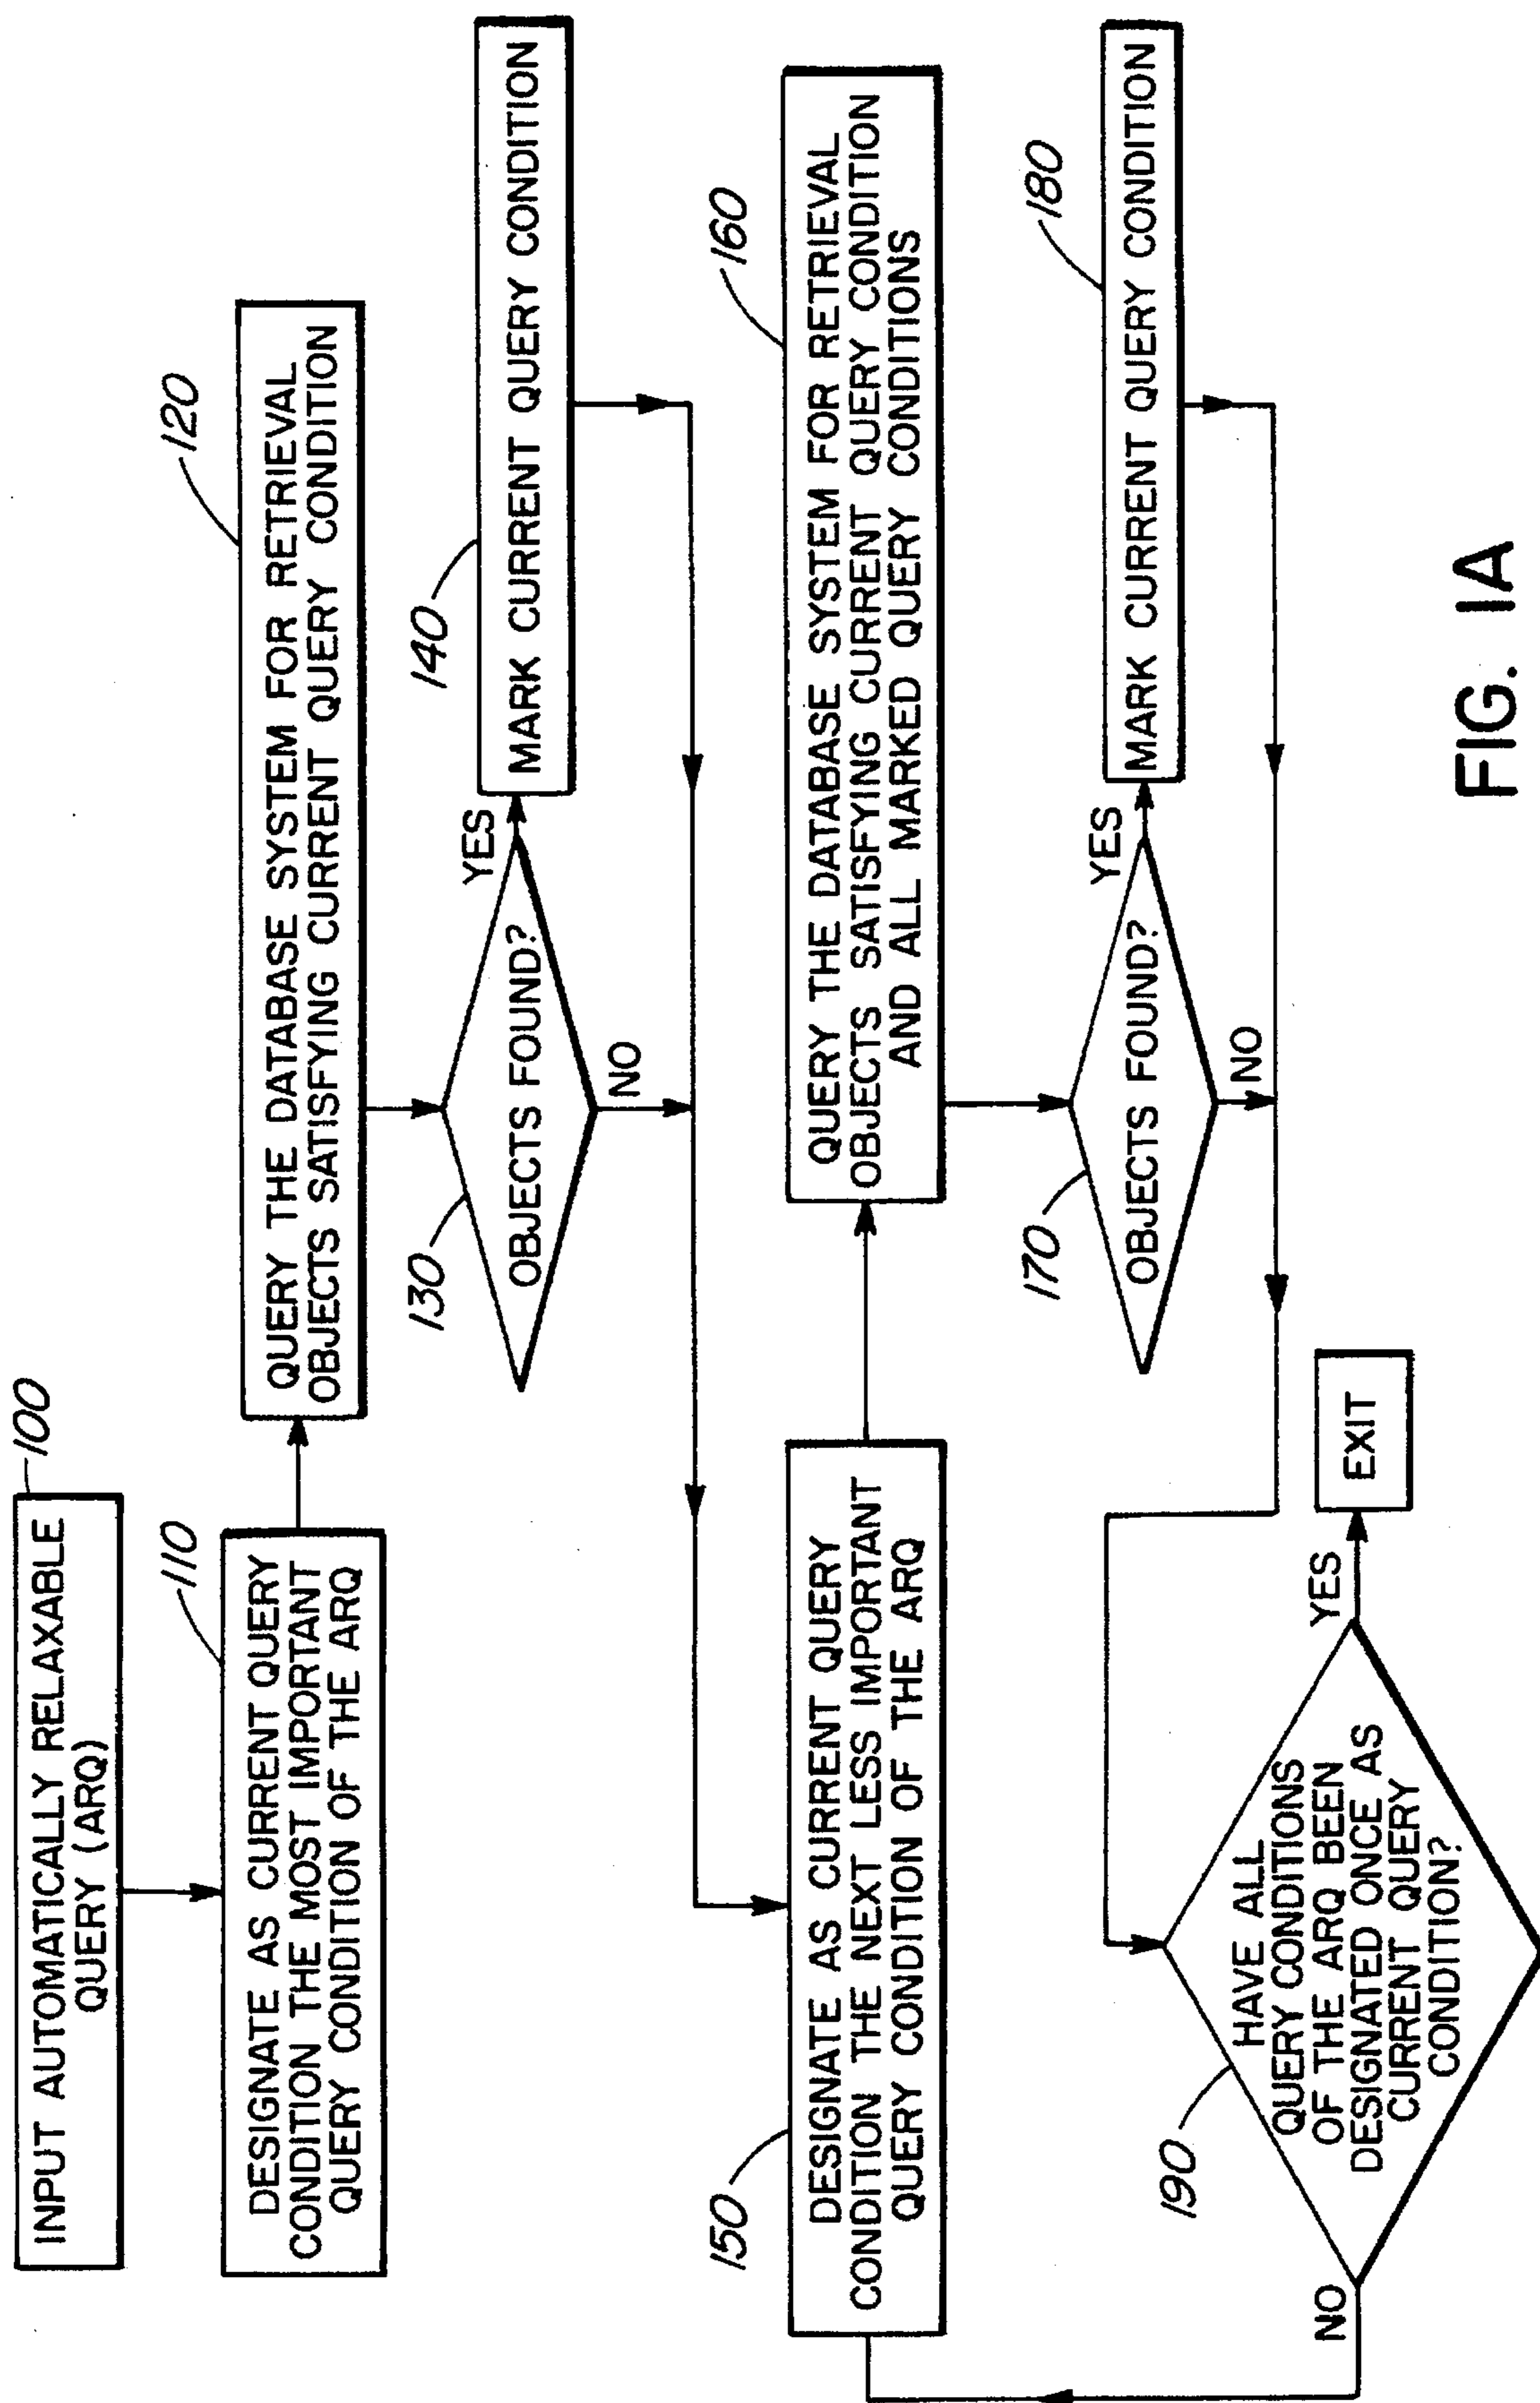 100
INPUT AUTOMATICALLY RELAXABLE
QUERY (ARQ)
110
DESIGNATE AS CURRENT QUERY
CONDITION THE MOST IMPORTANT
QUERY CONDITION OF THE ARQ
120
QUERY THE DATABASE SYSTEM FOR RETRIEVAL
OBJECTS SATISFYING CURRENT QUERY CONDITION
130
OBJECTS FOUND?
YES
NO
140
MARK CURRENT QUERY CONDITION
150
DESIGNATE AS CURRENT QUERY
CONDITION THE NEXT LESS IMPORTANT
QUERY CONDITION OF THE ARQ
160
QUERY THE DATABASE SYSTEM FOR RETRIEVAL
OBJECTS SATISFYING CURRENT QUERY CONDITION
AND ALL MARKED QUERY CONDITIONS
170
OBJECTS FOUND?
YES
NO
180
MARK CURRENT QUERY CONDITION
190
HAVE ALL
QUERY CONDITIONS
OF THE ARQ BEEN
DESIGNATED ONCE AS
CURRENT QUERY
CONDITION?
NO
YES
EXIT
FIG. 1A